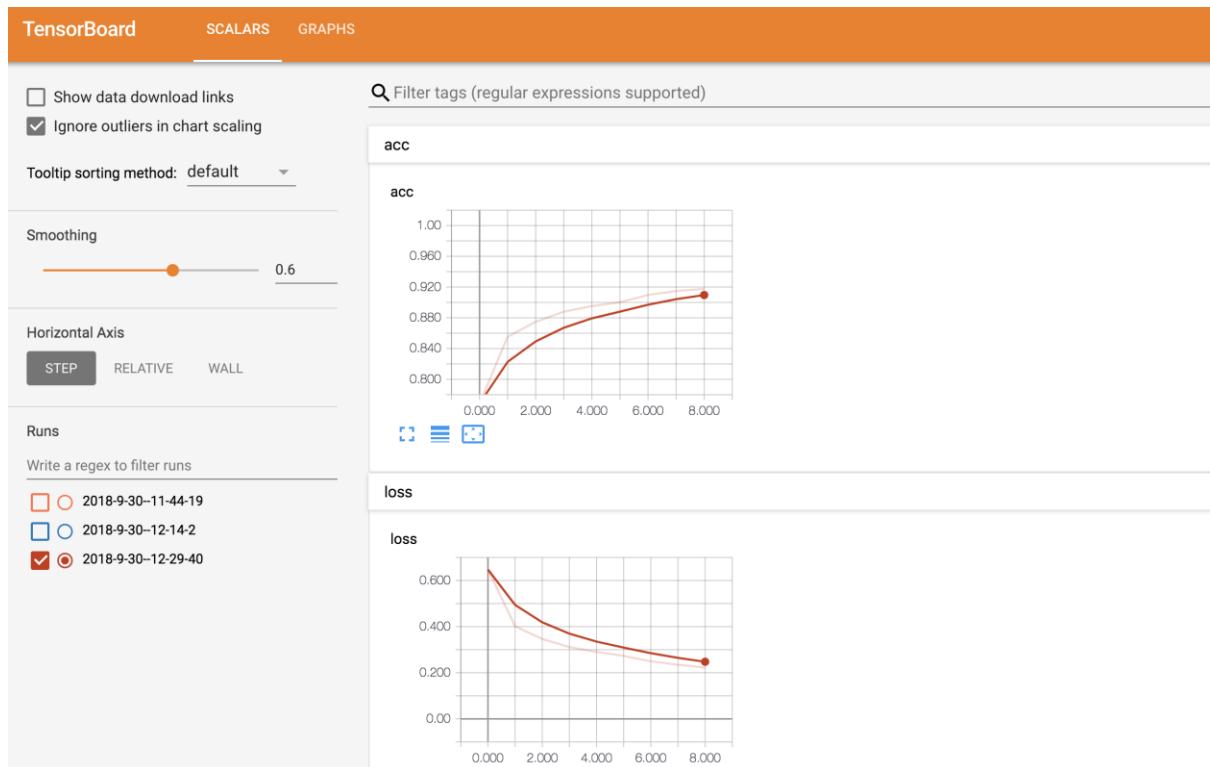 TensorBoard SCALARS GRAPHS
Show data download links
Ignore outliers in chart scaling
Tooltip sorting method: default
Smoothing
0.6
Horizontal Axis
STEP RELATIVE WALL
Runs
Write a regex to filter runs
2018-9-30--11-44-19
2018-9-30--12-14-2
2018-9-30--12-29-40
Filter tags (regular expressions supported)
acc
acc
1.00
0.960
0.920
0.880
0.840
0.800
0.000 2.000 4.000 6.000 8.000
loss
loss
0.600
0.400
0.200
0.00
0.000 2.000 4.000 6.000 8.000